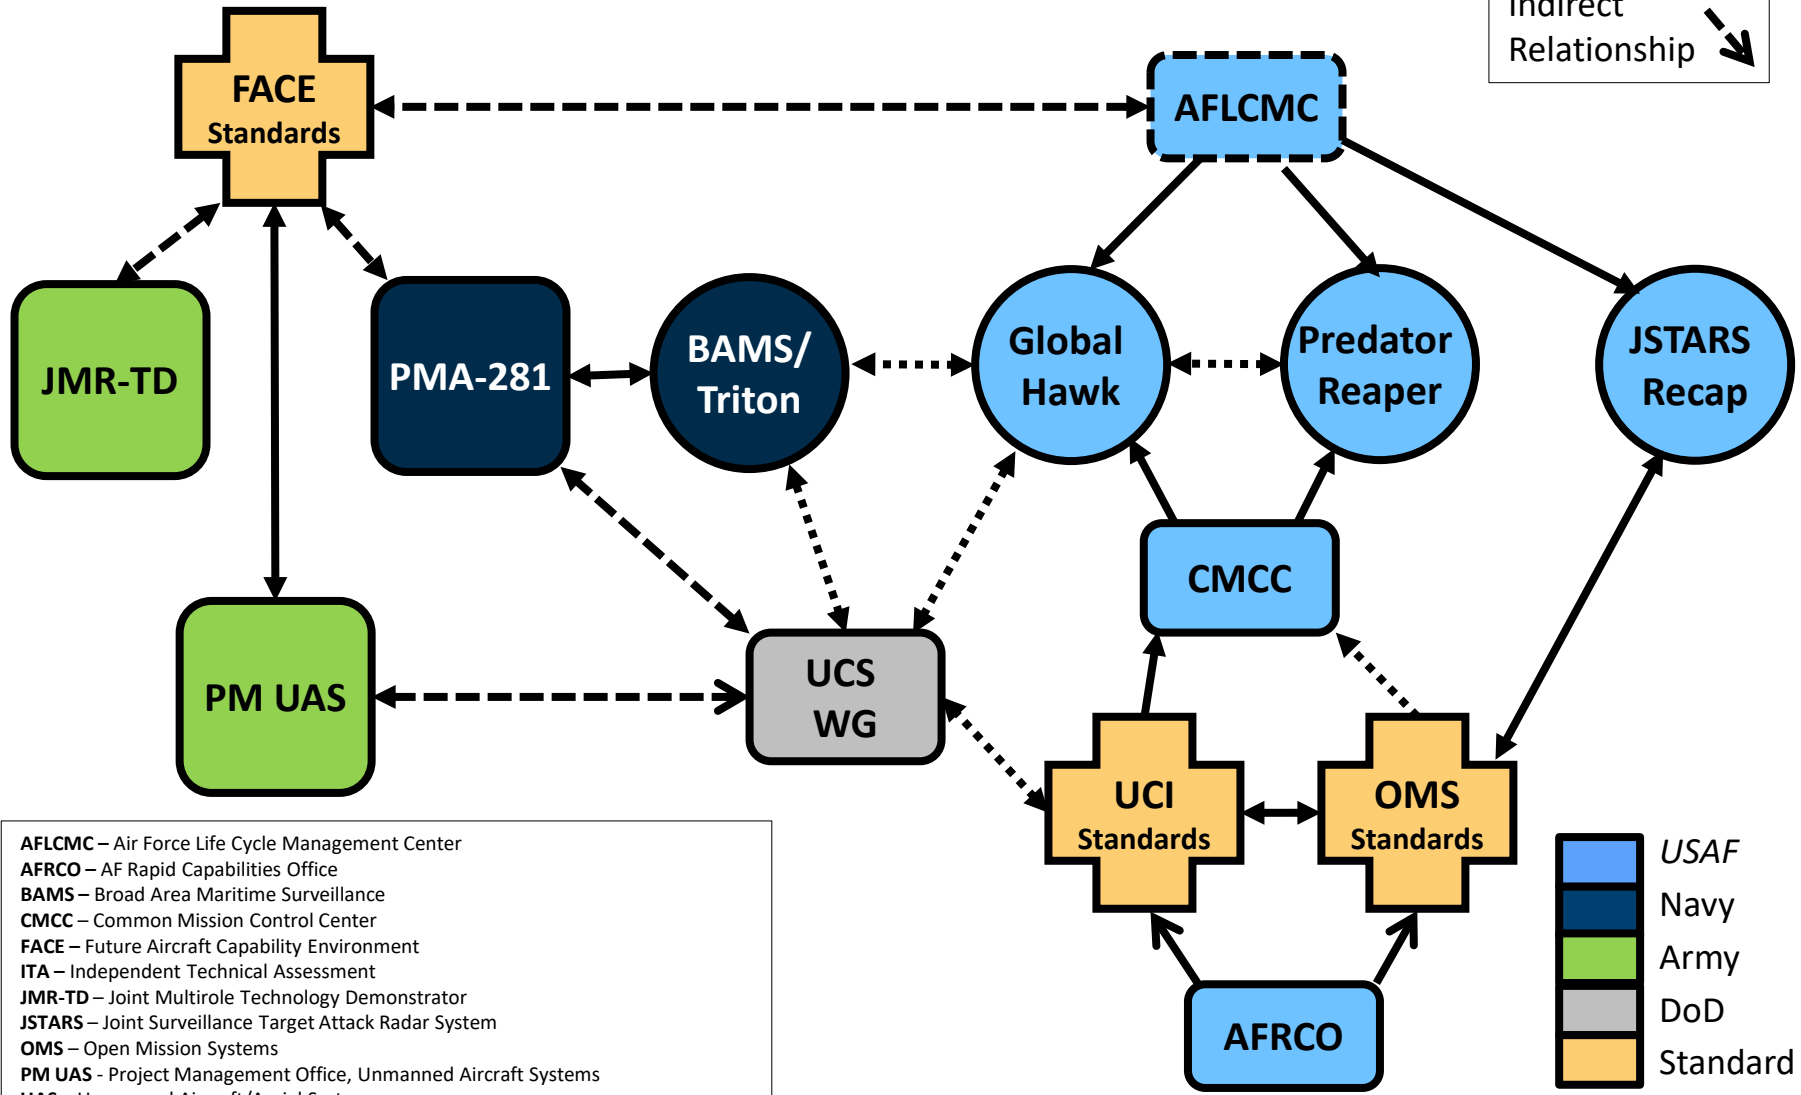 Indirect
Relationship
FACE
Standards
AFLCMC
JMR-TD
PMA-281
BAMS/
Triton
Global
Hawk
Predator
Reaper
JSTARS
Recap
CMCC
PM UAS
UCS
WG
UCI
Standards
OMS
Standards
AFRCO
AFLCMC – Air Force Life Cycle Management Center
AFRCO – AF Rapid Capabilities Office
BAMS – Broad Area Maritime Surveillance
CMCC – Common Mission Control Center
FACE – Future Aircraft Capability Environment
ITA – Independent Technical Assessment
JMR-TD – Joint Multirole Technology Demonstrator
JSTARS – Joint Surveillance Target Attack Radar System
OMS – Open Mission Systems
PM UAS - Project Management Office, Unmanned Aircraft Systems
USAF
Navy
Army
DoD
Standard